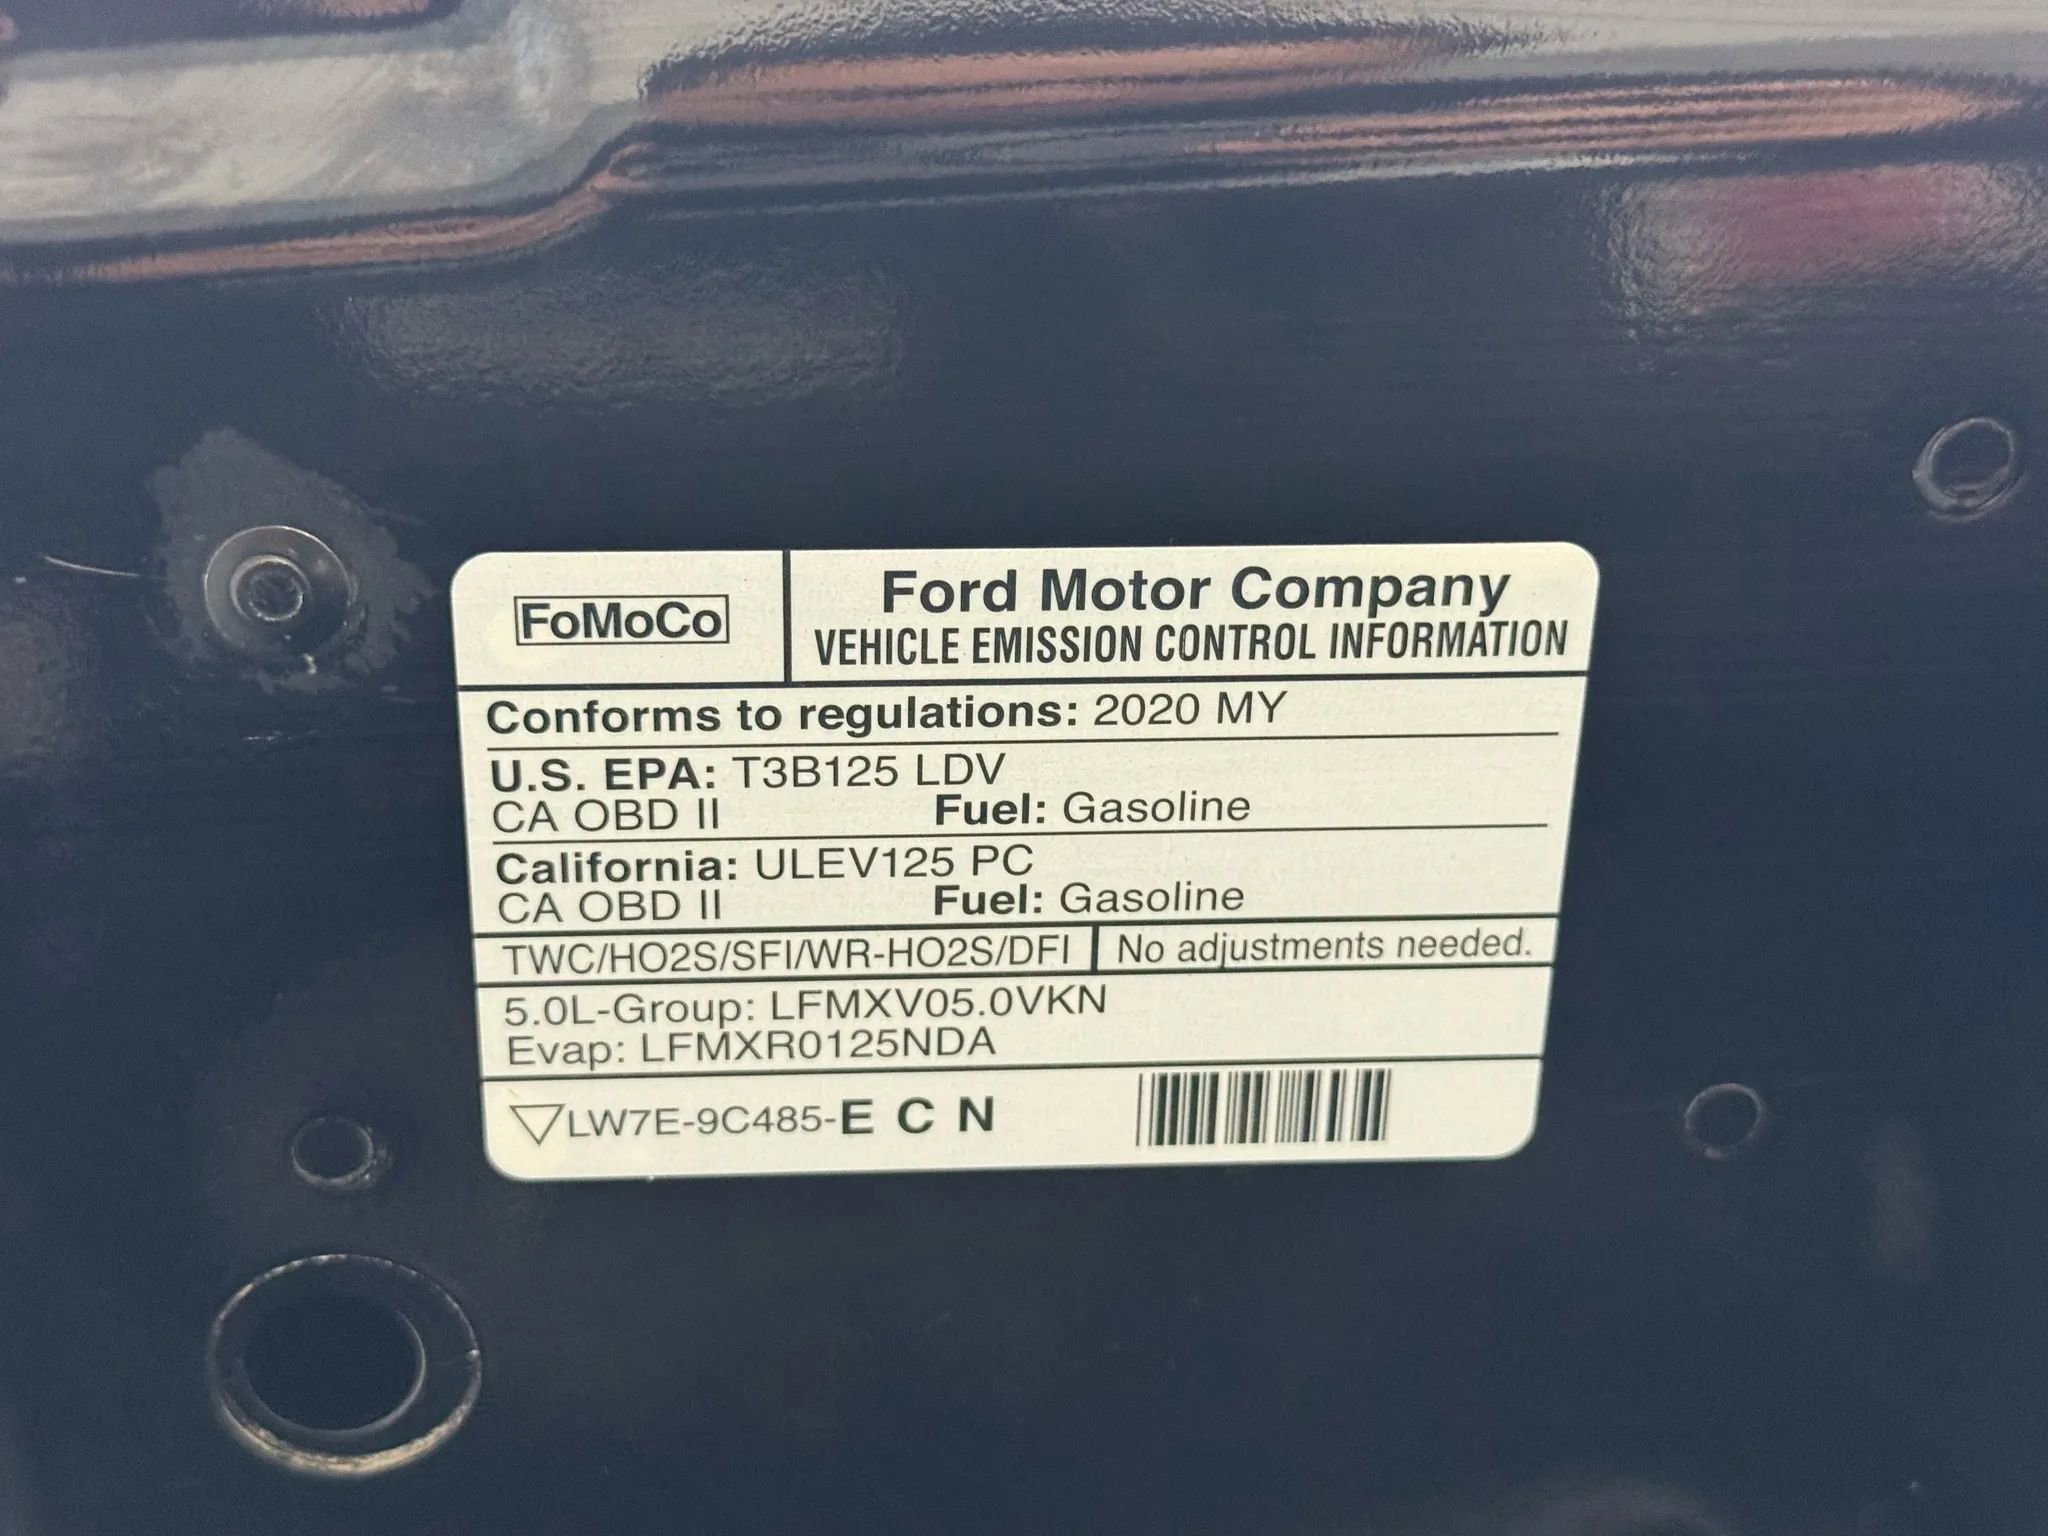 FoMoCo
Ford Motor Company
VEHICLE EMISSION CONTROL INFORMATION
Conforms to regulations: 2020 MY
U.S. EPA: T3B125 LDV
CA OBD II Fuel: Gasoline
California: ULEV125 PC
CA OBD II Fuel: Gasoline
TWC/HO2S/SFI/WR-HO2S/DFI No adjustments needed.
5.0L-Group: LFMXV05.0VKN
Evap: LFMXR0125NDA
LW7E-9C485-E C N